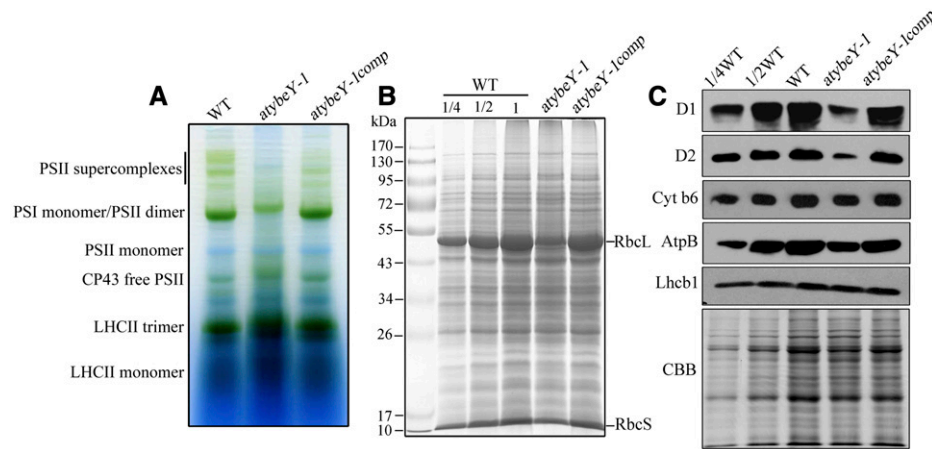 A
WT
atybeY-1
atybeY-1comp
PSII supercomplexes
PSI monomer/PSII dimer
PSII monomer
CP43 free PSII
LHCII trimer
LHCII monomer
B
WT
1/4 1/2 1 atybeY-1 atybeY-1comp
kDa
170
130
95
72
55
43
34
26
17
10
RbcL
RbcS
C
1/4WT
1/2WT
WT
atybeY-1
atybeY-1comp
D1
D2
Cyt b6
AtpB
Lhcb1
CBB